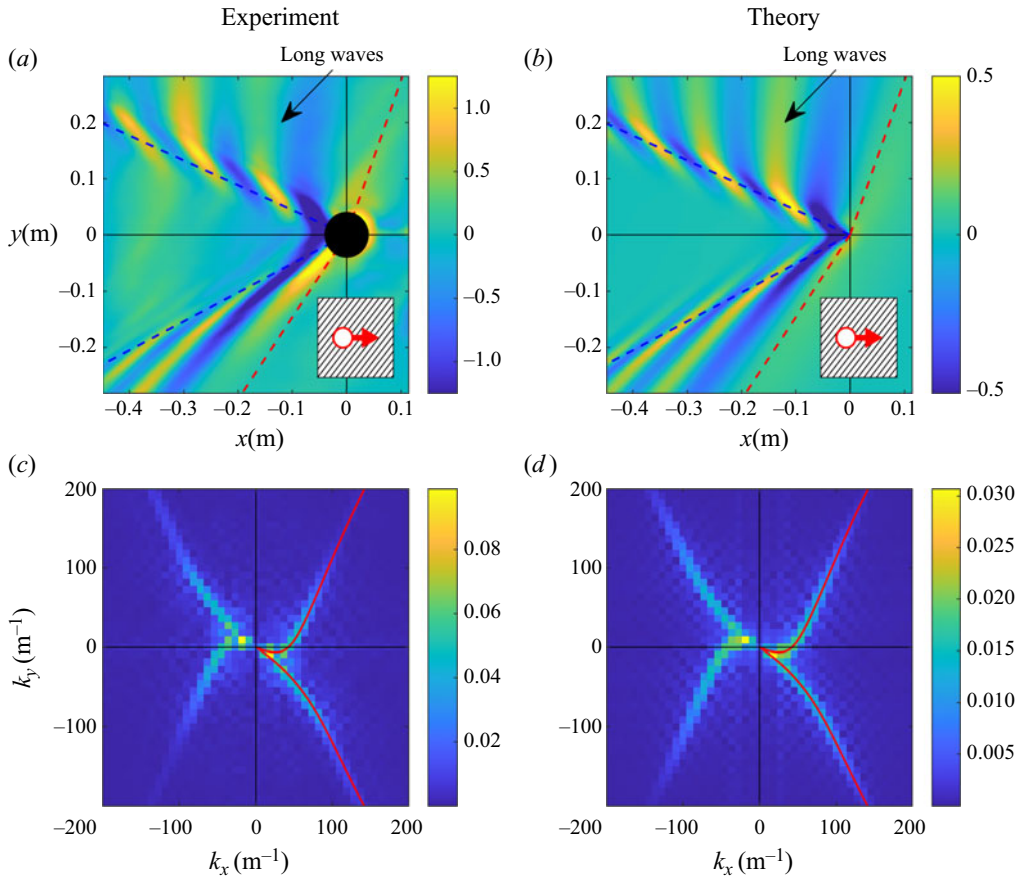 Experiment
Theory
(a)
Long waves
(b)
Long waves
0.2
0.1
y(m)
0
−0.1
−0.2
1.0
0.5
0
−0.5
−1.0
0.2
0.1
0
−0.1
−0.2
0.5
0
−0.5
−0.4 −0.3 −0.2 −0.1 0 0.1
−0.4 −0.3 −0.2 −0.1 0 0.1
x(m)
x(m)
(c)
(d)
200
100
0
−100
k_y (m⁻¹)
0.08
0.06
0.04
0.02
200
100
0
−100
0.030
0.025
0.020
0.015
0.010
0.005
−200 −100 0 100 200
−200 −100 0 100 200
k_x (m⁻¹)
k_x (m⁻¹)